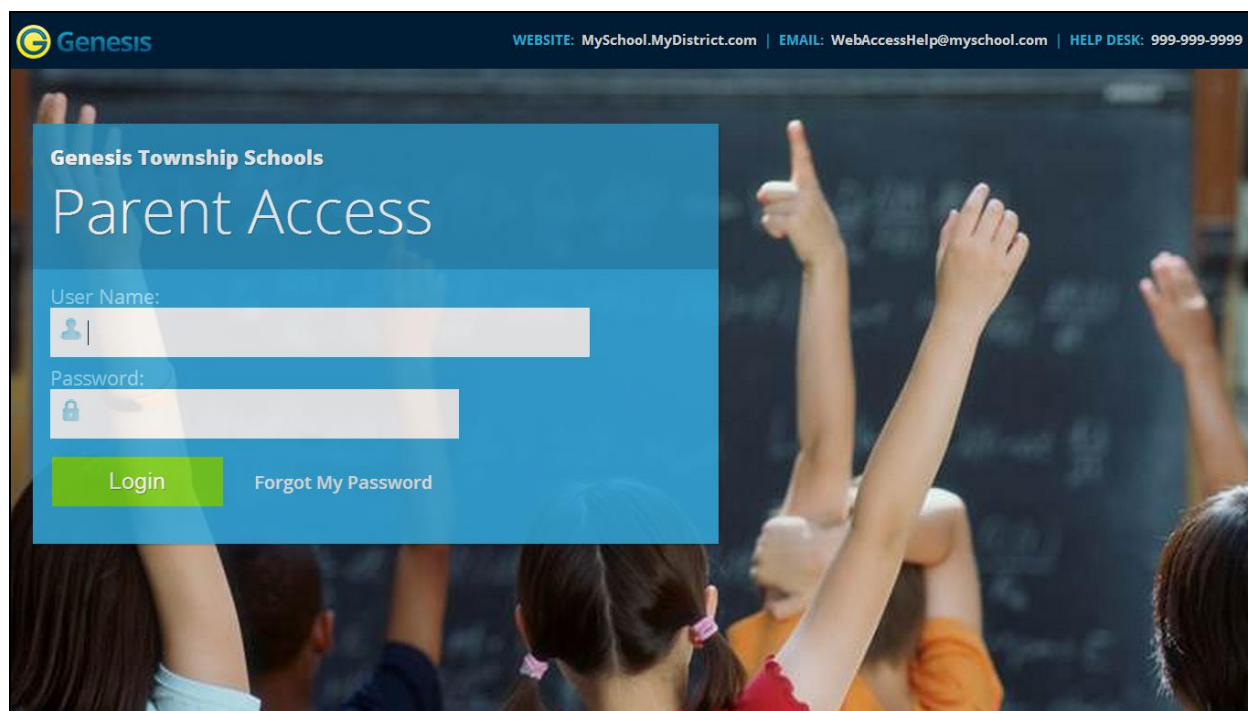 Genesis
WEBSITE: MySchool.MyDistrict.com | EMAIL: WebAccessHelp@myschool.com | HELP DESK: 999-999-9999
Genesis Township Schools
Parent Access
User Name:
Password:
Login
Forgot My Password